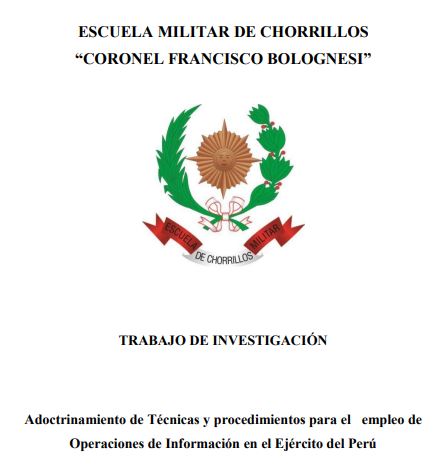 ESCUELA MILITAR DE CHORRILLOS
“CORONEL FRANCISCO BOLOGNESI”
ESCUELA
DE CHORRILLOS
MILITAR
TRABAJO DE INVESTIGACIÓN
Adoctrinamiento de Técnicas y procedimientos para el empleo de
Operaciones de Información en el Ejército del Perú